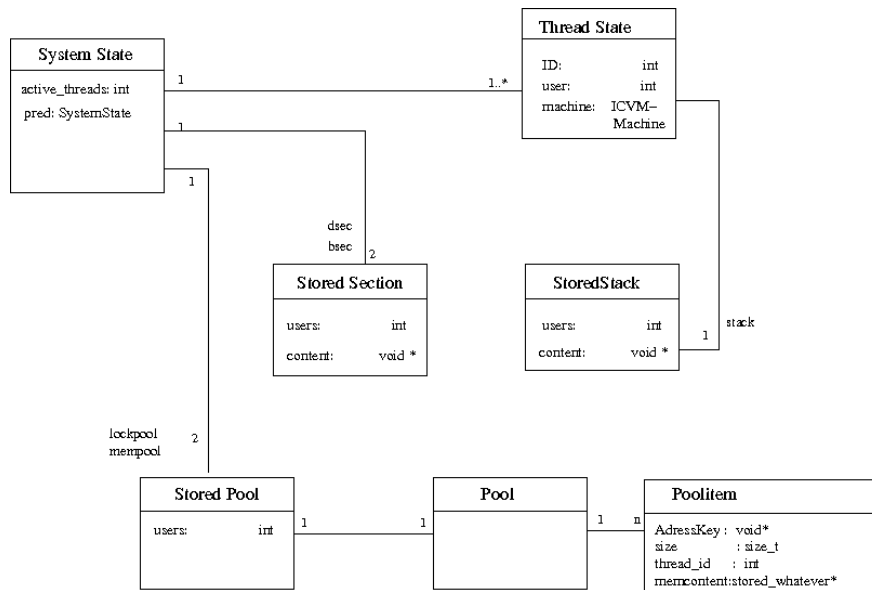 System State
active_threads: int
pred: SystemState
Thread State
ID: int
user: int
machine: ICVM-
Machine
1
1..*
1
1
dsec
bsec
2
Stored Section
users: int
content: void *
StoredStack
users: int
content: void *
stack
1
lockpool
mempool
2
Stored Pool
users: int
1
1
Pool
1
n
Poolitem
AdressKey : void*
size : size_t
thread_id : int
memcontent:stored_whatever*